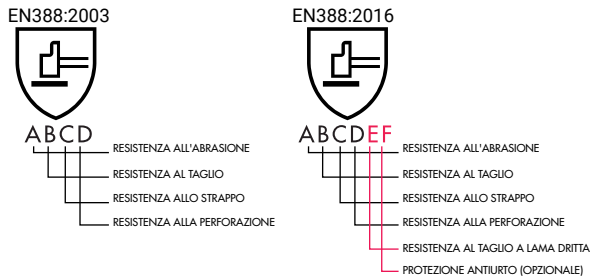 EN388:2003
ABCD
RESISTENZA ALL'ABRASIONE
RESISTENZA AL TAGLIO
RESISTENZA ALLO STRAPPO
RESISTENZA ALLA PERFORAZIONE
EN388:2016
ABCDEF
RESISTENZA ALL'ABRASIONE
RESISTENZA AL TAGLIO
RESISTENZA ALLO STRAPPO
RESISTENZA ALLA PERFORAZIONE
RESISTENZA AL TAGLIO A LAMA DRITTA
PROTEZIONE ANTIURTO (OPZIONALE)